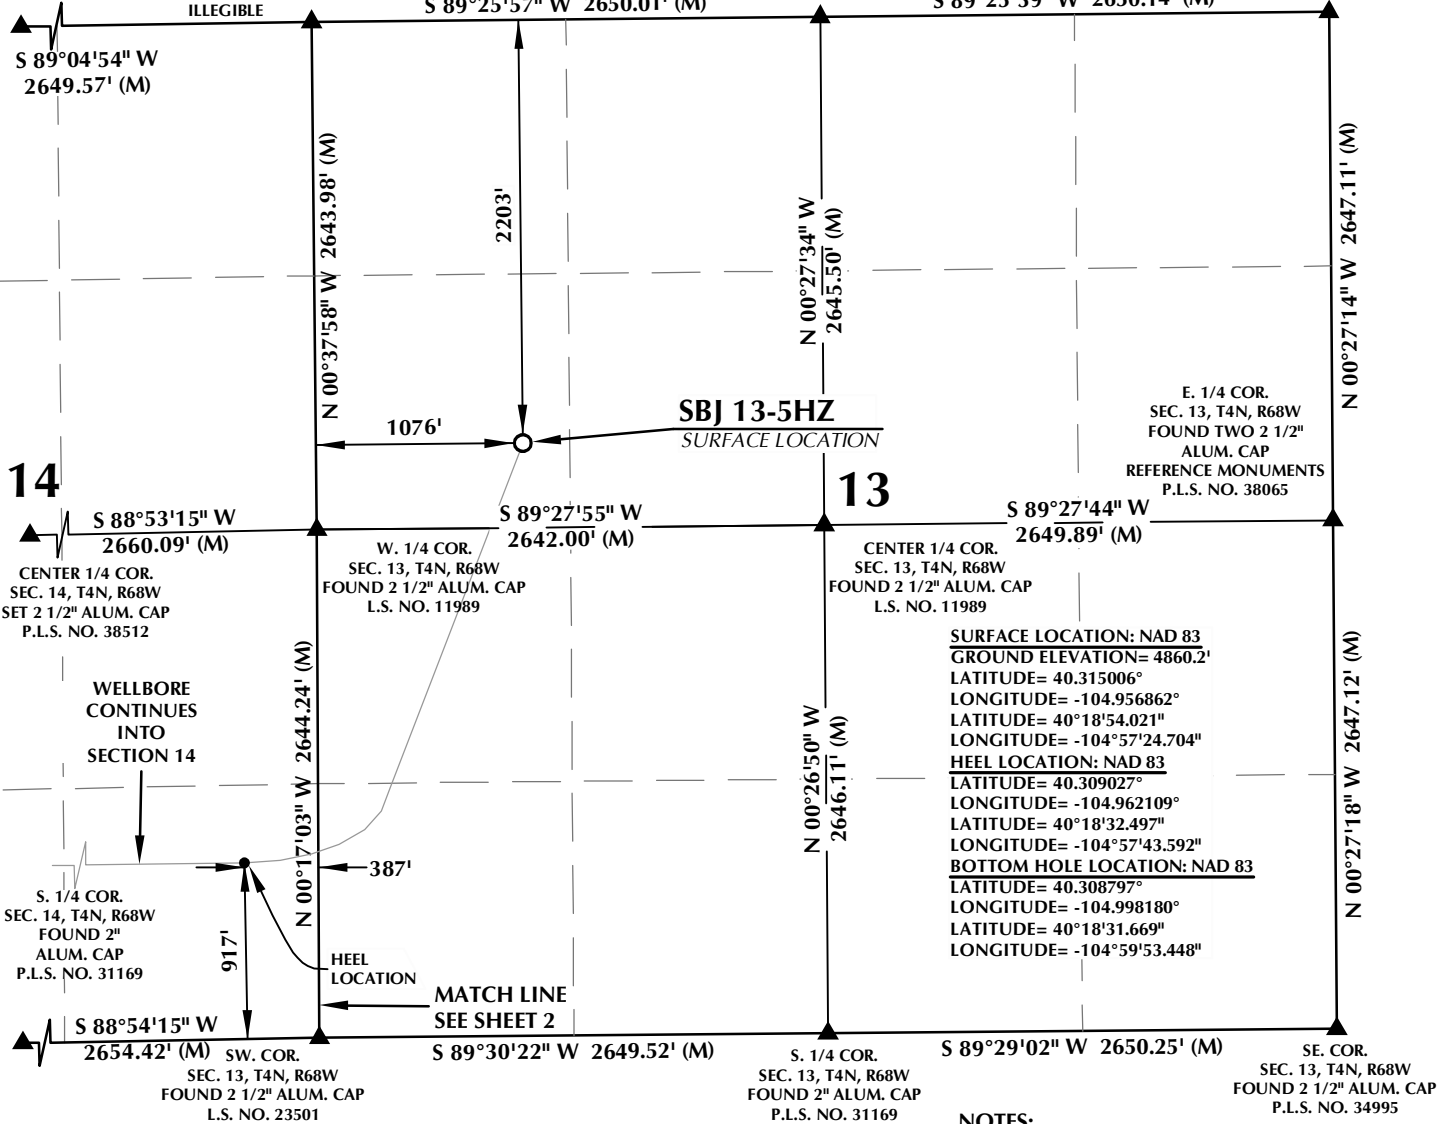 ILLEGIBLE
S 89°25'57" W 2650.01' (M)
S 89°04'54" W
2649.57' (M)
N 00°37'58" W 2643.98' (M)
2203'
N 00°27'34" W
2645.50' (M)
N 00°27'14" W 2647.11' (M)
1076'
SBJ 13-5HZ
SURFACE LOCATION
E. 1/4 COR.
SEC. 13, T4N, R68W
FOUND TWO 2 1/2"
ALUM. CAP
REFERENCE MONUMENTS
P.L.S. NO. 38065
14
13
S 88°53'15" W
2660.09' (M)
S 89°27'55" W
2642.00' (M)
S 89°27'44" W
2649.89' (M)
CENTER 1/4 COR.
SEC. 14, T4N, R68W
SET 2 1/2" ALUM. CAP
P.L.S. NO. 38512
W. 1/4 COR.
SEC. 13, T4N, R68W
FOUND 2 1/2" ALUM. CAP
L.S. NO. 11989
CENTER 1/4 COR.
SEC. 13, T4N, R68W
FOUND 2 1/2" ALUM. CAP
L.S. NO. 11989
SURFACE LOCATION: NAD 83
GROUND ELEVATION= 4860.2'
LATITUDE= 40.315006°
LONGITUDE= -104.956862°
LATITUDE= 40°18'54.021"
LONGITUDE= -104°57'24.704"
HEEL LOCATION: NAD 83
LATITUDE= 40.309027°
LONGITUDE= -104.962109°
LATITUDE= 40°18'32.497"
LONGITUDE= -104°57'43.592"
BOTTOM HOLE LOCATION: NAD 83
LATITUDE= 40.308797°
LONGITUDE= -104.998180°
LATITUDE= 40°18'31.669"
LONGITUDE= -104°59'53.448"
WELLBORE
CONTINUES
INTO
SECTION 14
N 00°17'03" W 2644.24' (M)
N 00°26'50" W
2646.11' (M)
N 00°27'18" W 2647.12' (M)
387'
917'
S. 1/4 COR.
SEC. 14, T4N, R68W
FOUND 2"
ALUM. CAP
P.L.S. NO. 31169
HEEL
LOCATION
MATCH LINE
SEE SHEET 2
S 88°54'15" W
2654.42' (M)
SW. COR.
SEC. 13, T4N, R68W
FOUND 2 1/2" ALUM. CAP
L.S. NO. 23501
S 89°30'22" W 2649.52' (M)
S. 1/4 COR.
SEC. 13, T4N, R68W
FOUND 2" ALUM. CAP
P.L.S. NO. 31169
S 89°29'02" W 2650.25' (M)
SE. COR.
SEC. 13, T4N, R68W
FOUND 2 1/2" ALUM. CAP
P.L.S. NO. 34995
NOTES: